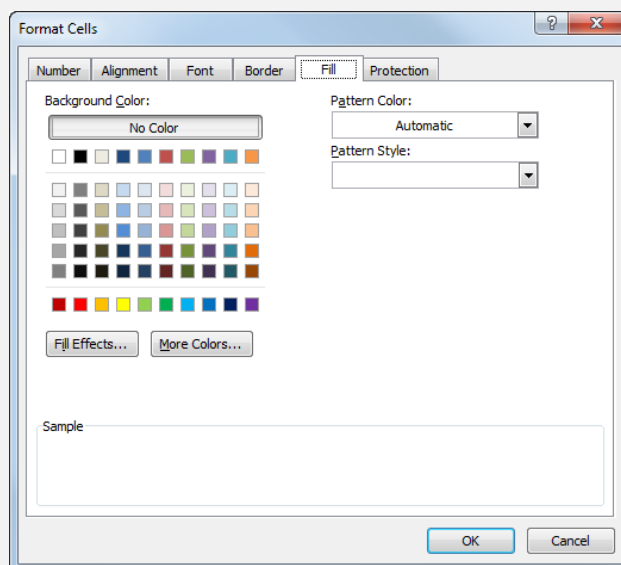 Format Cells
Number Alignment Font Border Fill Protection
Background Color:
No Color
Pattern Color:
Automatic
Pattern Style:
Fill Effects... More Colors...
Sample
OK Cancel